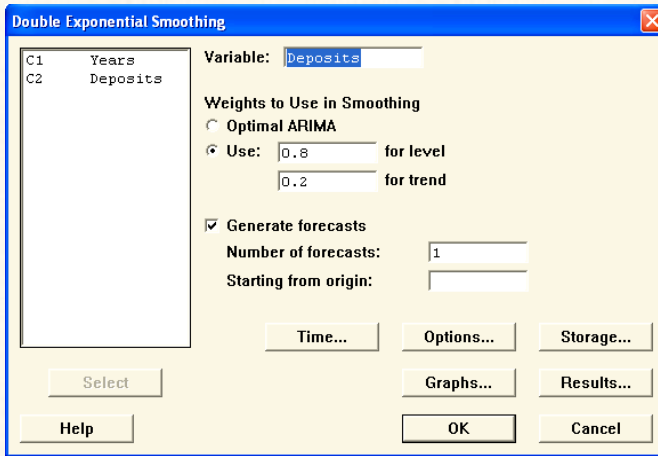 Double Exponential Smoothing
C1 Years
C2 Deposits
Variable: Deposits
Weights to Use in Smoothing
Optimal ARIMA
Use: 0.8 for level
0.2 for trend
Generate forecasts
Number of forecasts: 1
Starting from origin:
Time... Options... Storage...
Select Graphs... Results...
Help OK Cancel